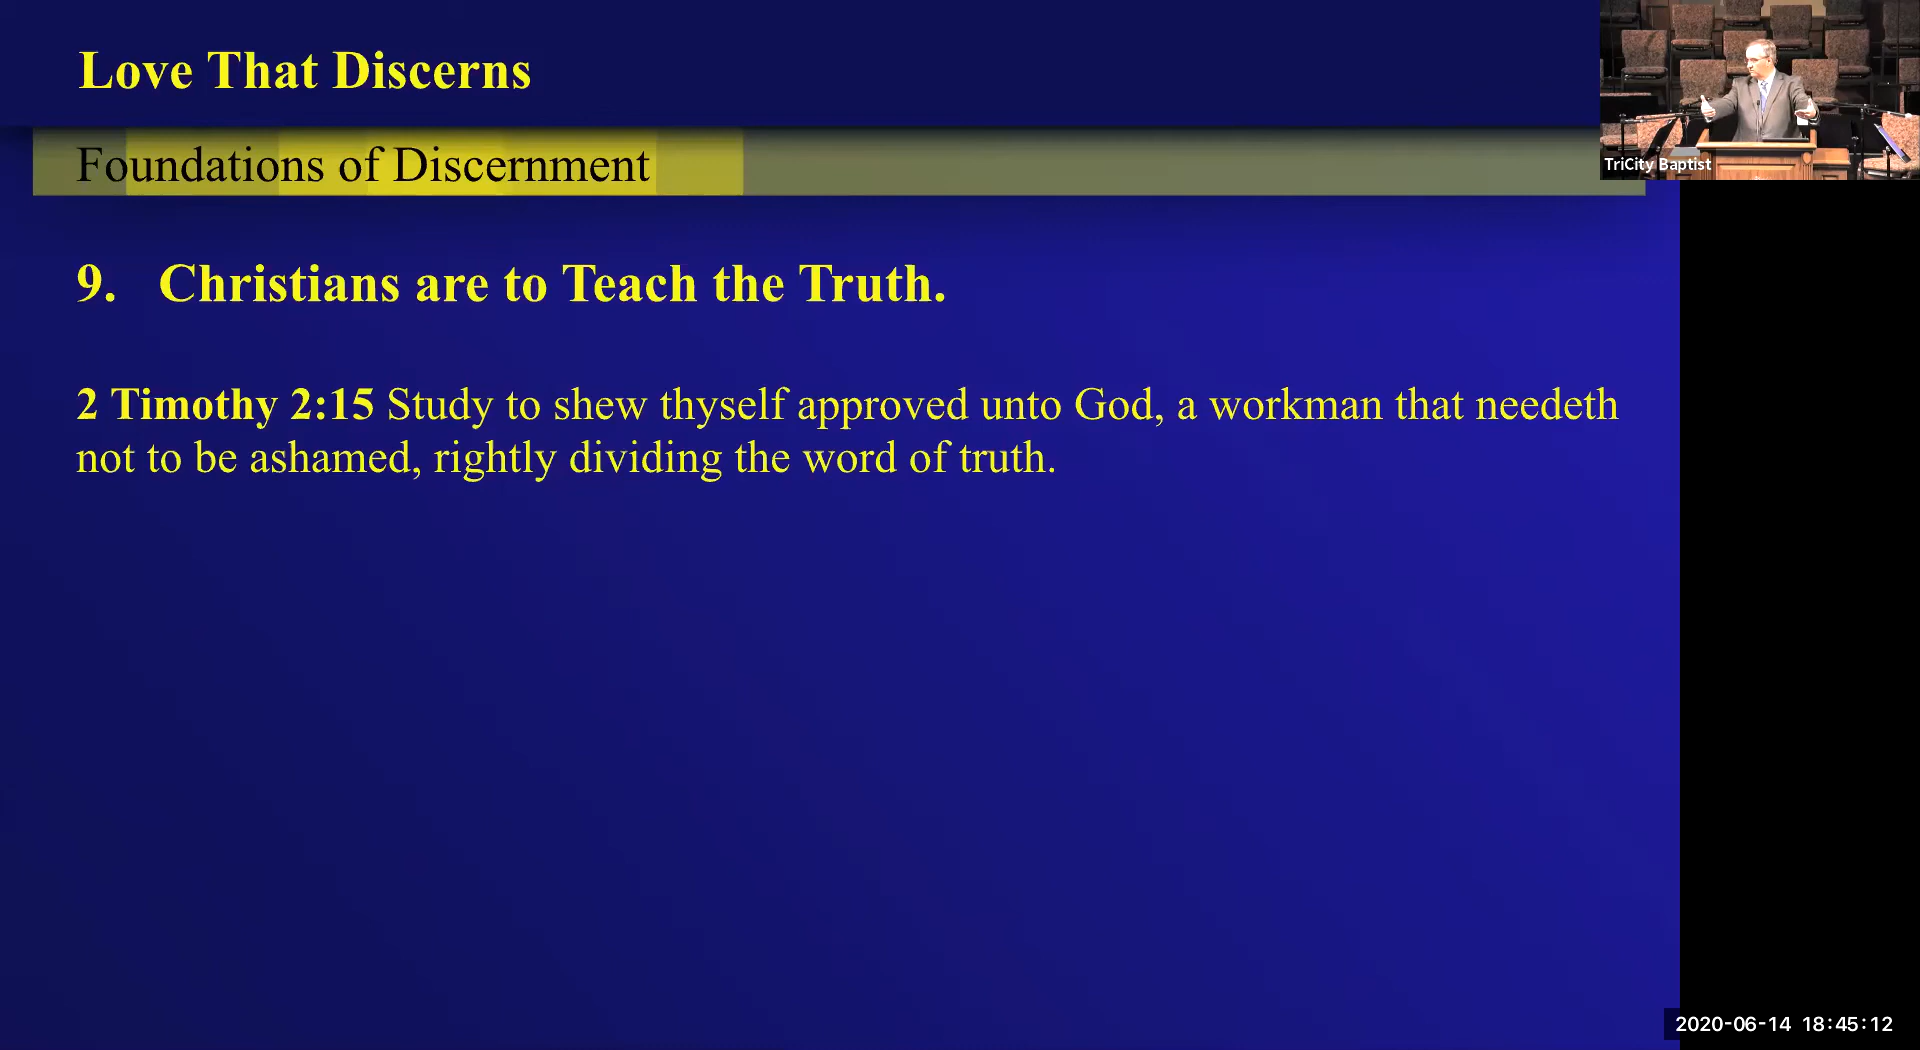 Love That Discerns
Foundations of Discernment
TriCity Baptist
9. Christians are to Teach the Truth.
2 Timothy 2:15 Study to shew thyself approved unto God, a workman that needeth
not to be ashamed, rightly dividing the word of truth.
2020-06-14 18:45:12